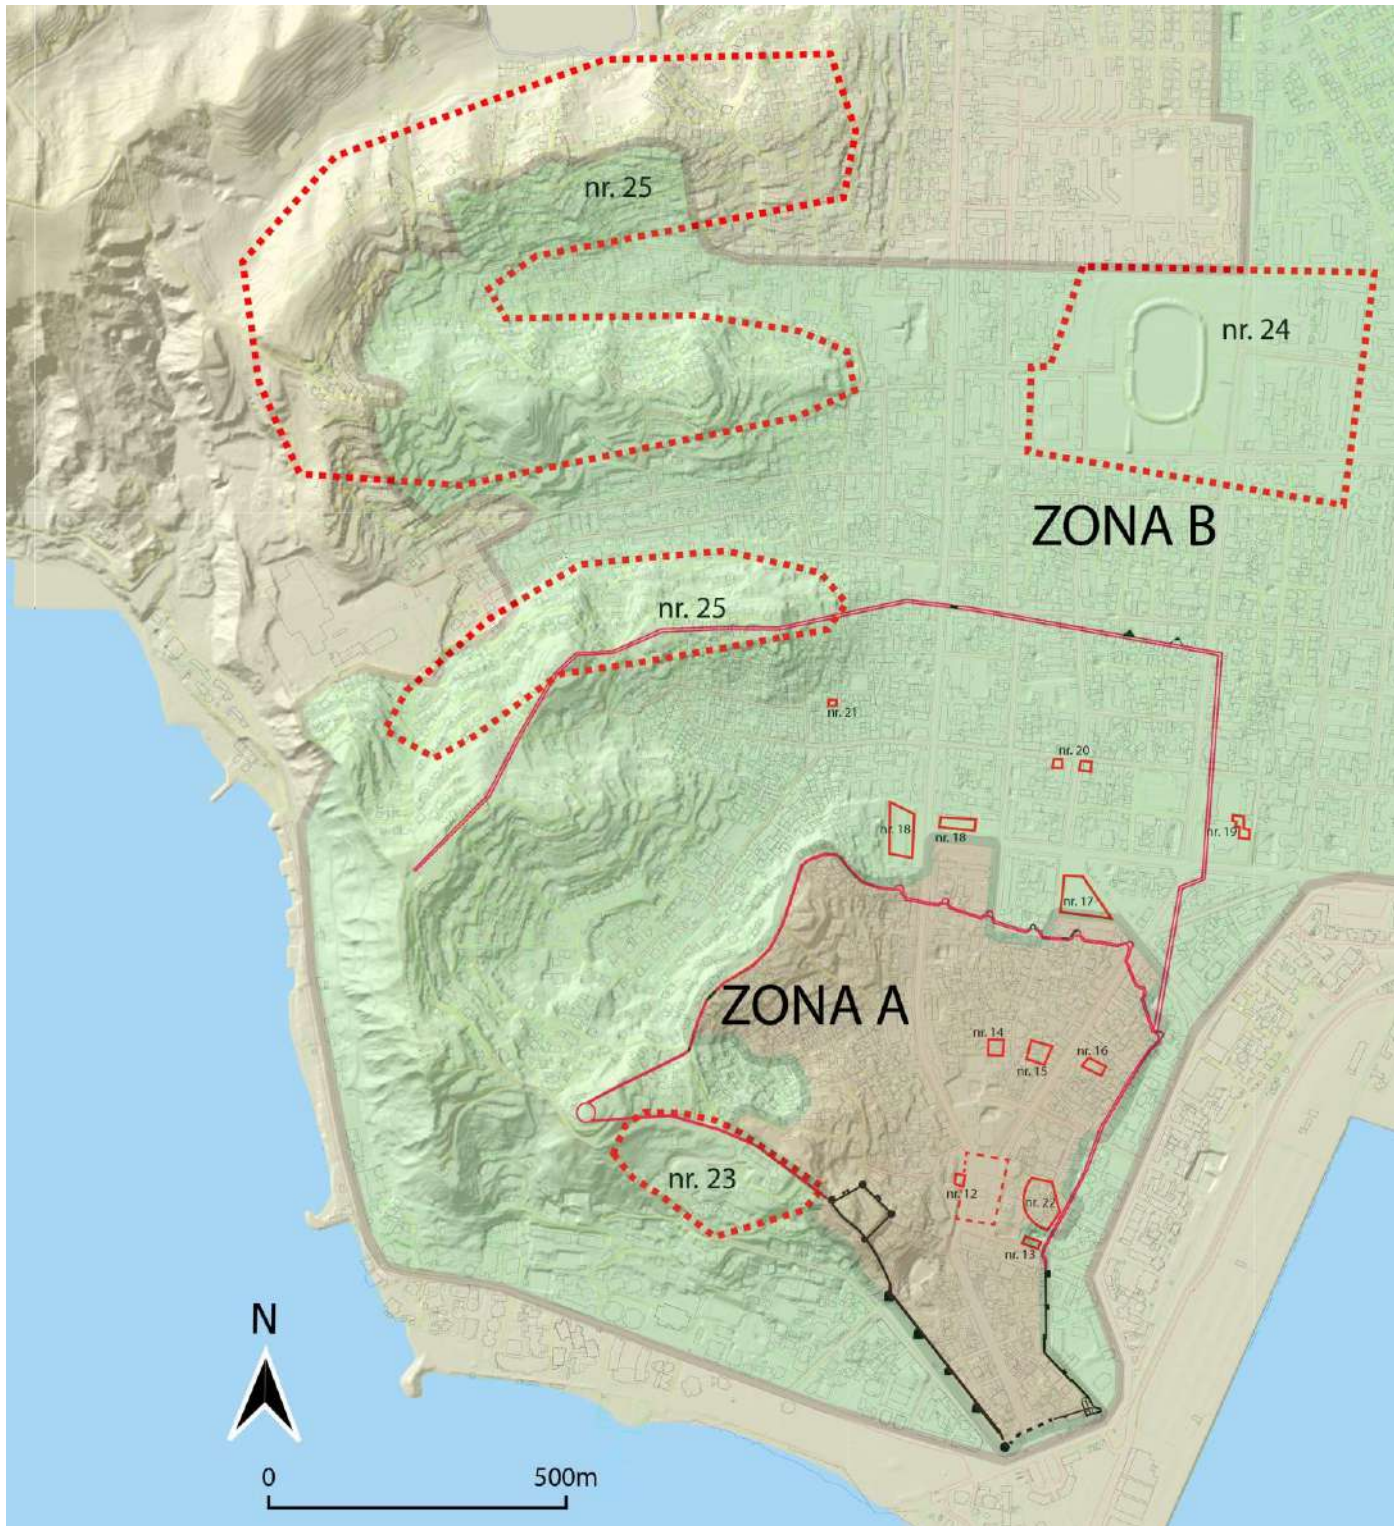 nr. 25
nr. 24
ZONA B
nr. 25
nr. 21
nr. 20
nr. 18
nr. 18
nr. 19
nr. 17
ZONA A
nr. 14
nr. 15
nr. 16
nr. 23
nr. 12
nr. 22
nr. 13
N
0 500m